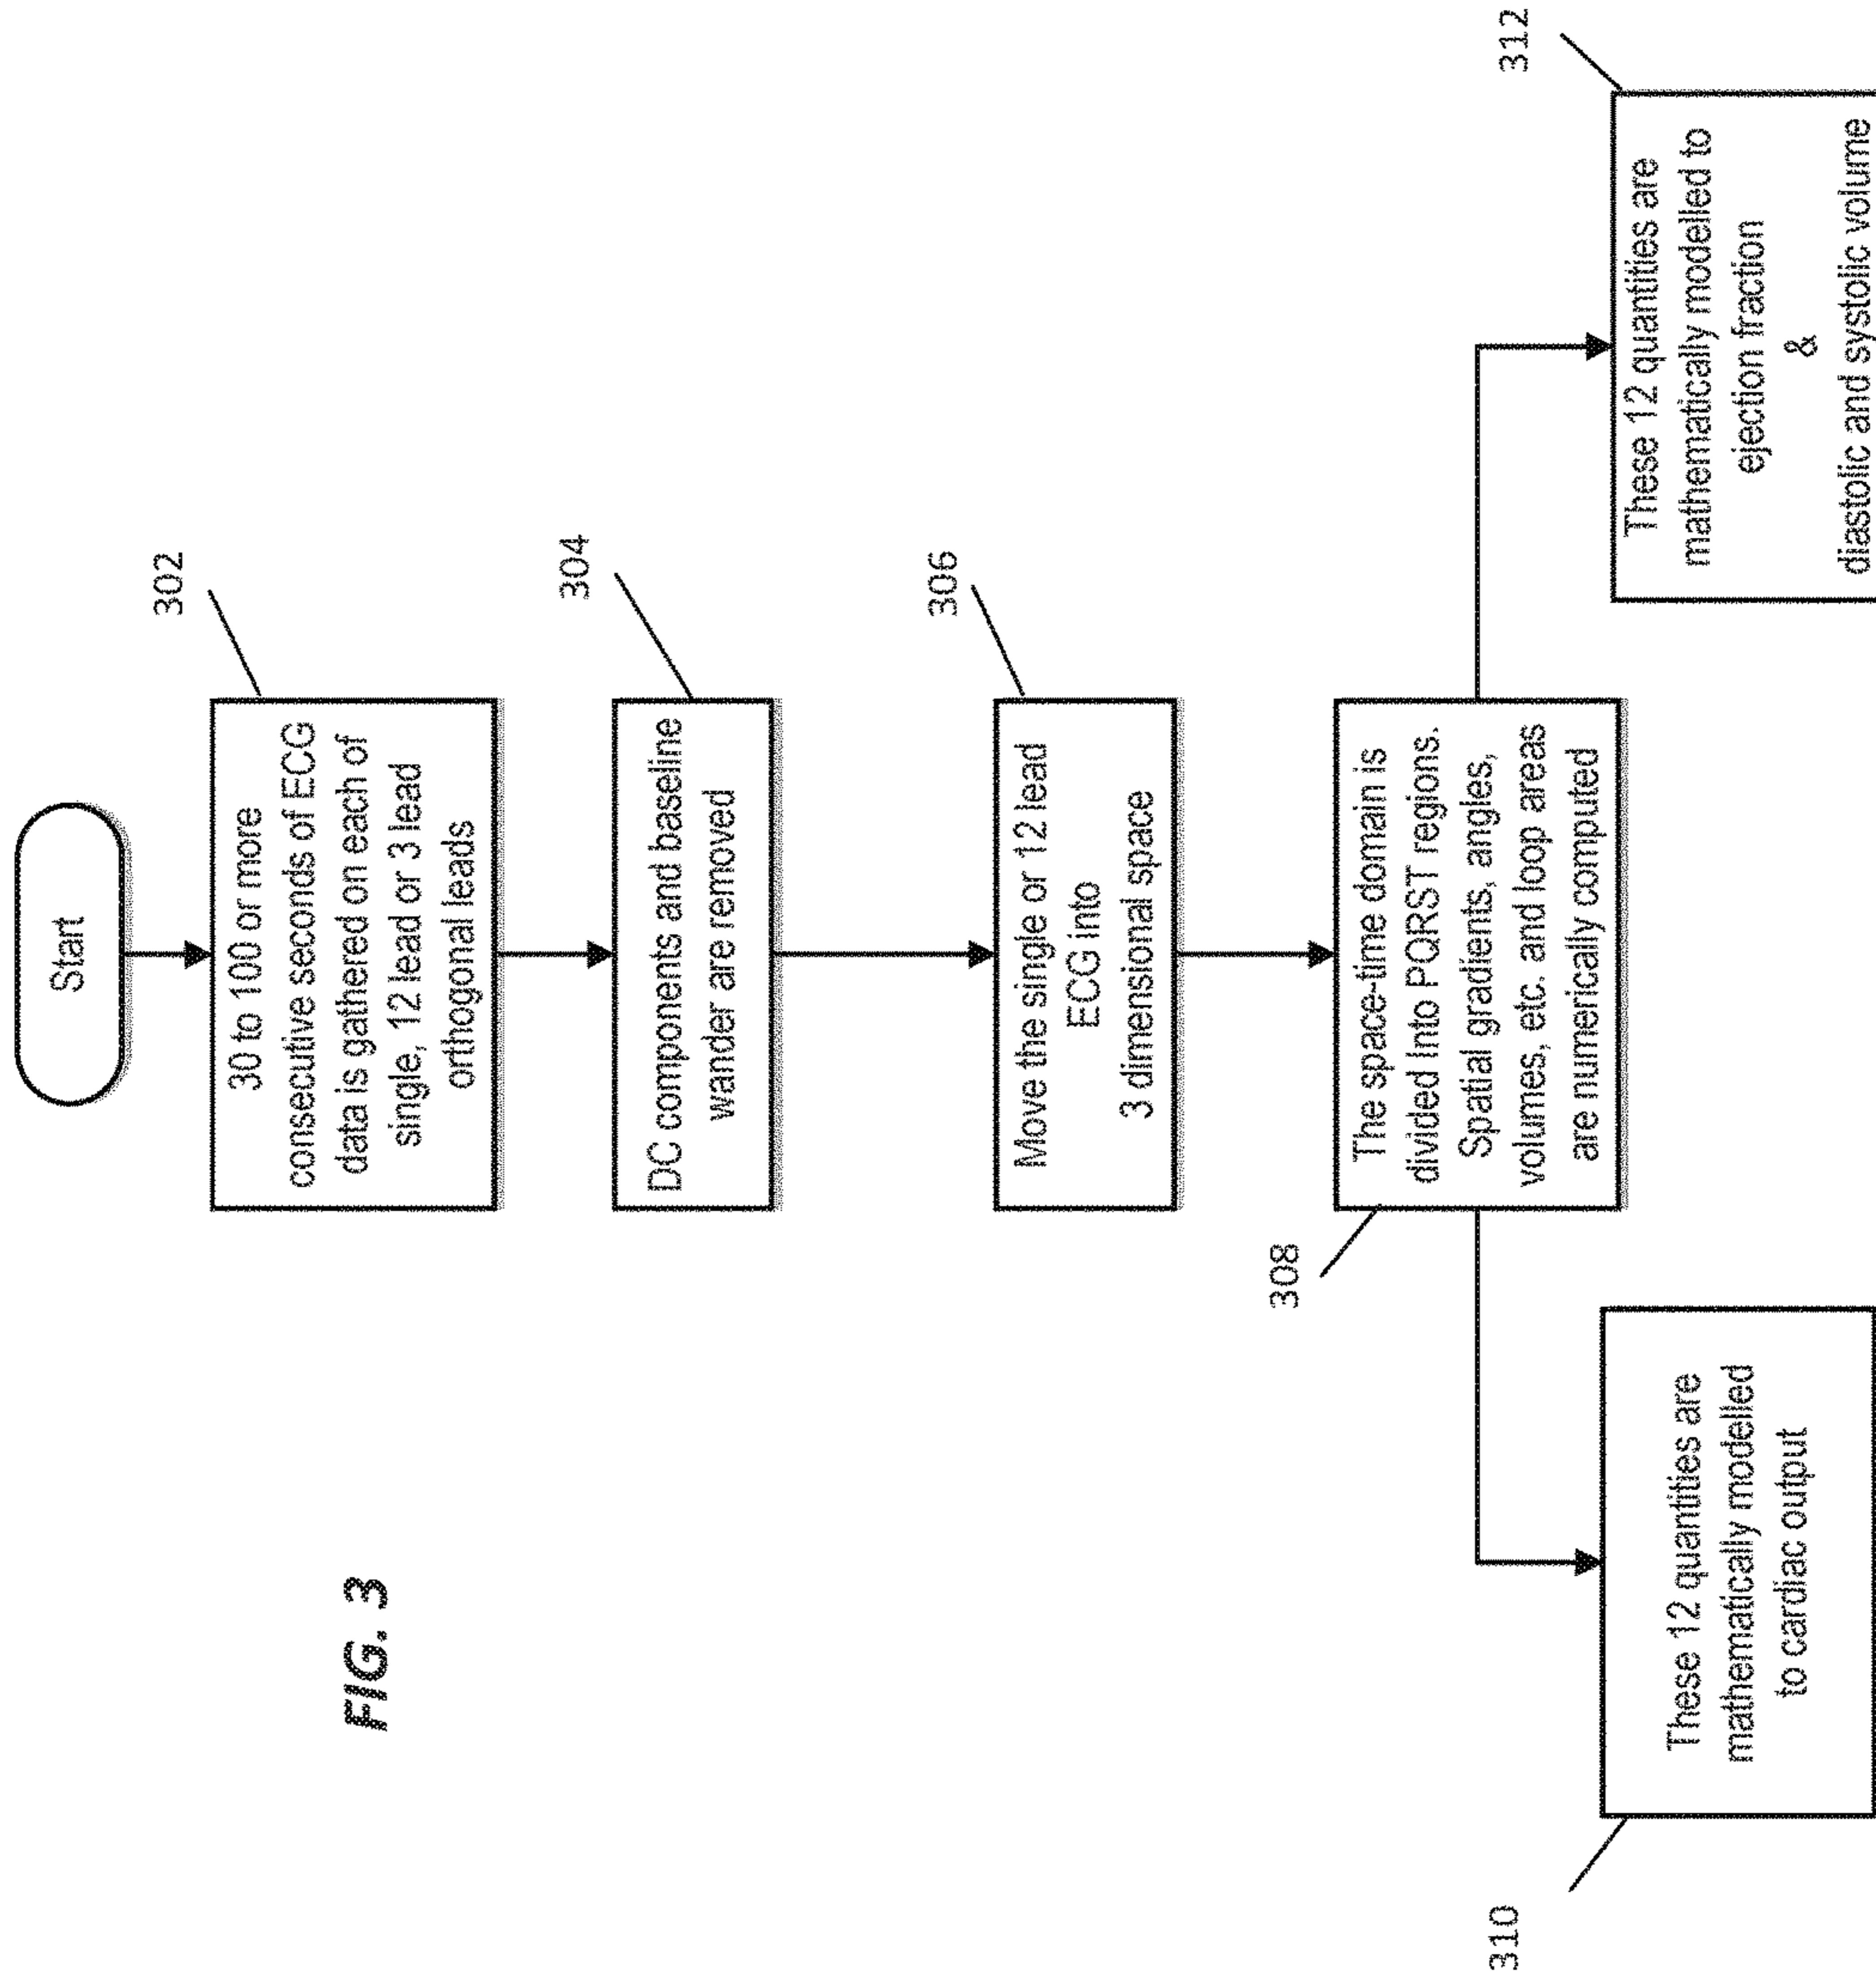 Start
302
30 to 100 or more
consecutive seconds of ECG
data is gathered on each of
single, 12 lead or 3 lead
orthogonal leads
304
DC components and baseline
wander are removed
306
Move the single or 12 lead
ECG into
3 dimensional space
308
The space-time domain is
divided into PQRST regions.
Spatial gradients, angles,
volumes, etc. and loop areas
are numerically computed
310
These 12 quantities are
mathematically modelled
to cardiac output
312
These 12 quantities are
mathematically modelled to
ejection fraction
&
diastolic and systolic volume
FIG. 3